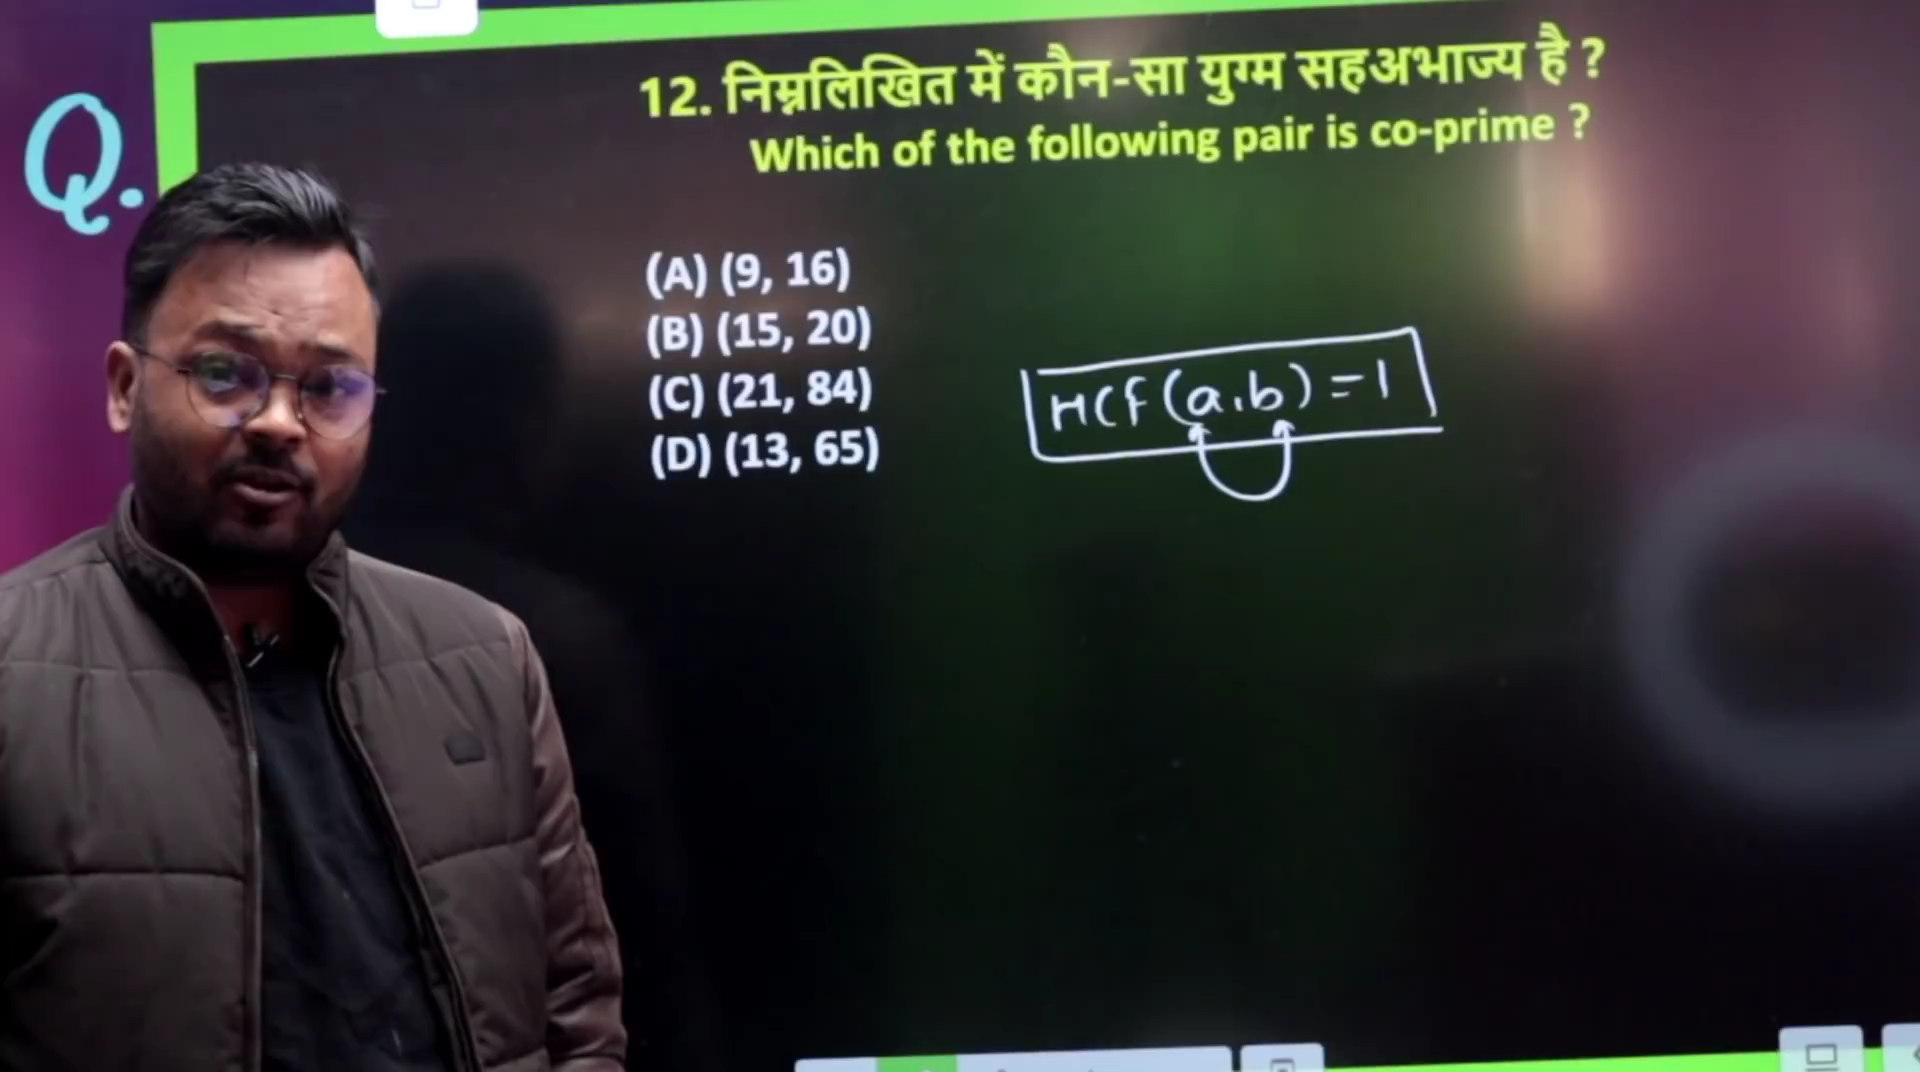 Q.
12. निम्नलिखित में कौन-सा युग्म सहअभाज्य है ?
Which of the following pair is co-prime ?
(A) (9, 16)
(B) (15, 20)
(C) (21, 84)
(D) (13, 65)
HCF (a,b) = 1